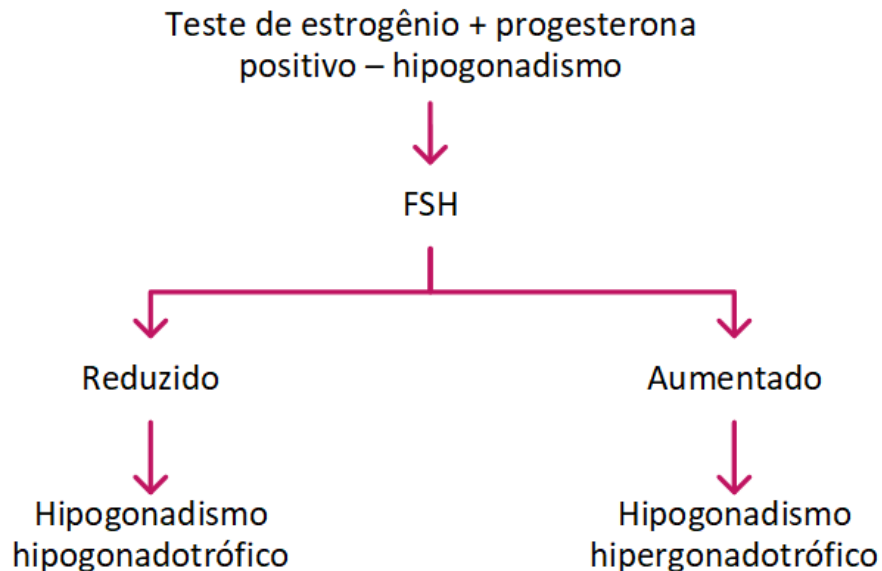 Teste de estrogênio + progesterona
positivo – hipogonadismo
FSH
Reduzido
Aumentado
Hipogonadismo
hipogonadotrófico
Hipogonadismo
hipergonadotrófico